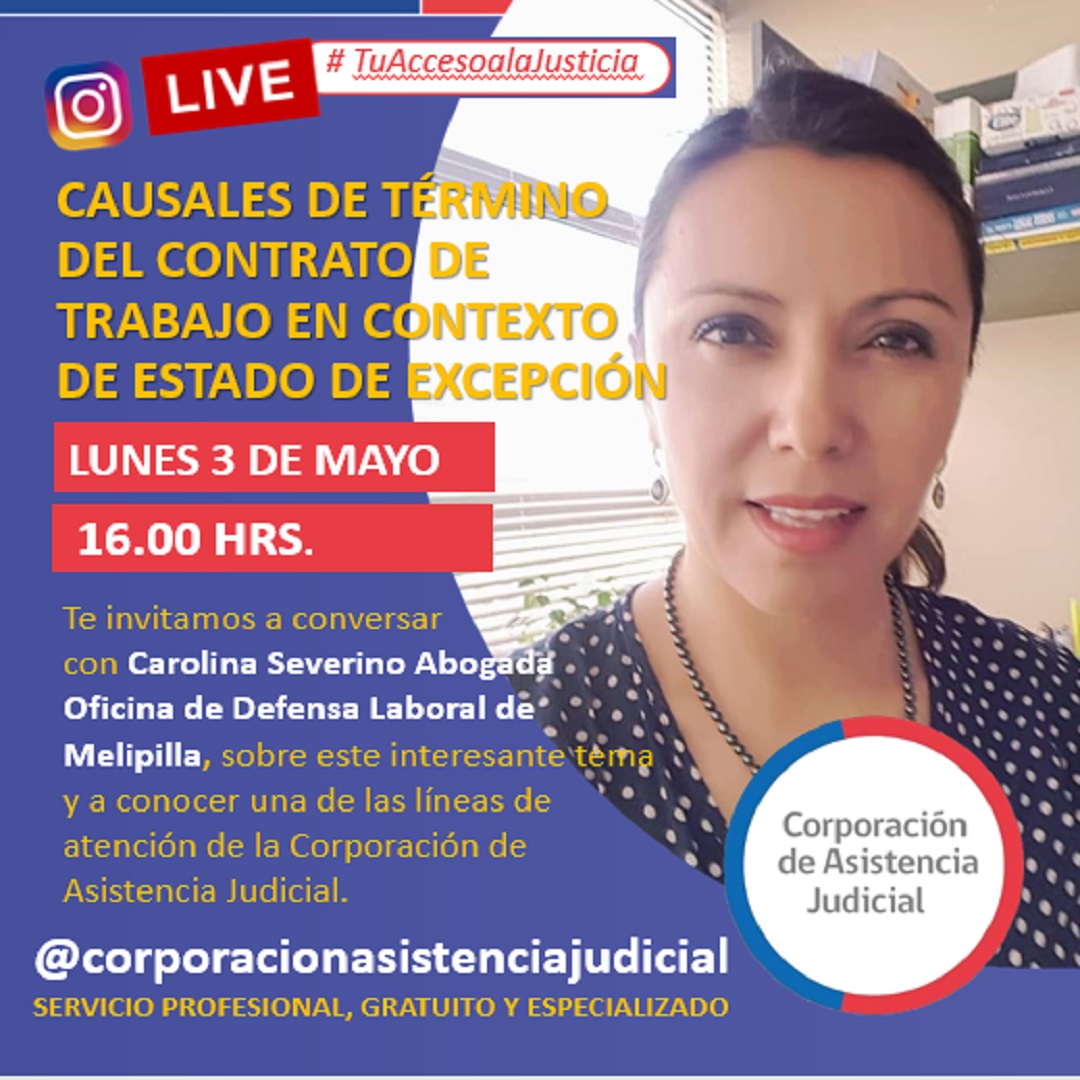 LIVE
# TuAccesoalaJusticia
CAUSALES DE TÉRMINO
DEL CONTRATO DE
TRABAJO EN CONTEXTO
DE ESTADO DE EXCEPCIÓN
LUNES 3 DE MAYO
16.00 HRS.
Te invitamos a conversar
con Carolina Severino Abogada
Oficina de Defensa Laboral de
Melipilla, sobre este interesante tema
y a conocer una de las líneas de
atención de la Corporación de
Asistencia Judicial.
Corporación
de Asistencia
Judicial
@corporacionasistenciajudicial
SERVICIO PROFESIONAL, GRATUITO Y ESPECIALIZADO